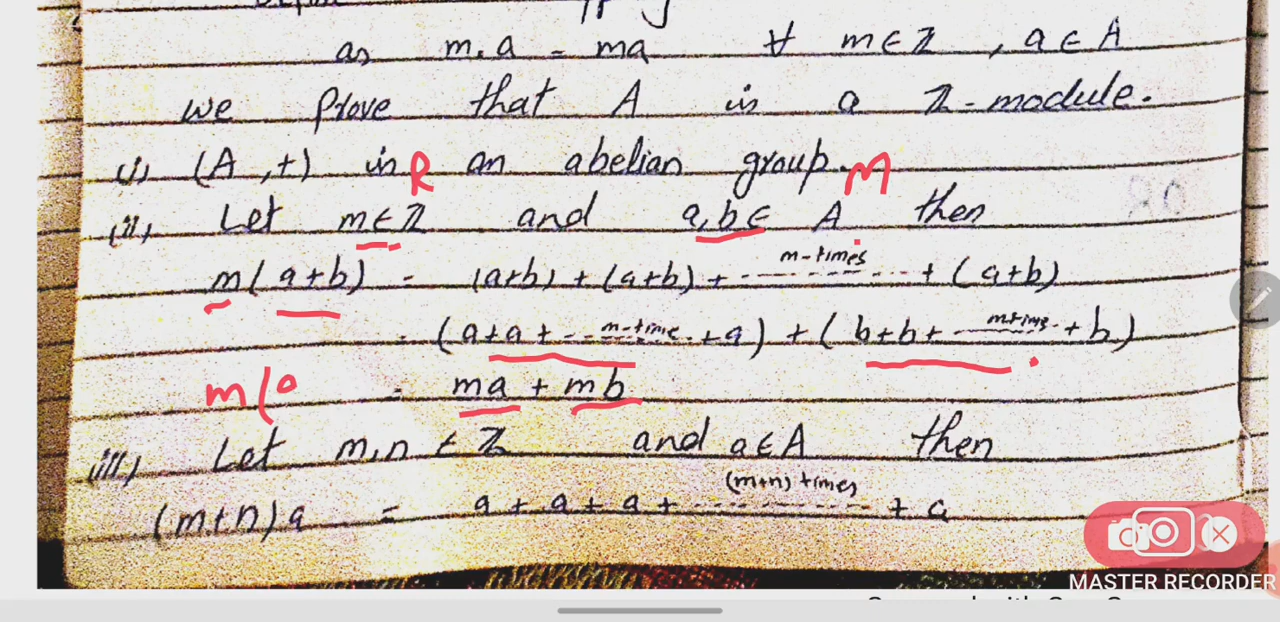 as m.a = ma ∀ m ∈ ℤ , a ∈ A
we Prove that A is a ℤ-module.
(i) (A ,+) is an abelian group.
R M
(ii) Let m ∈ ℤ and a,b ∈ A then
m(a+b) = (a+b) + (a+b) + ---- m-times ---- + (a+b)
= (a+a+ --- m-time --- +a) + (b+b+ --- mtime --- +b)
m(a = ma + mb
(iii) Let m,n ∈ ℤ and a ∈ A then
(m+n)a = a + a + a + ---- (m+n) times ---- + a
MASTER RECORDER